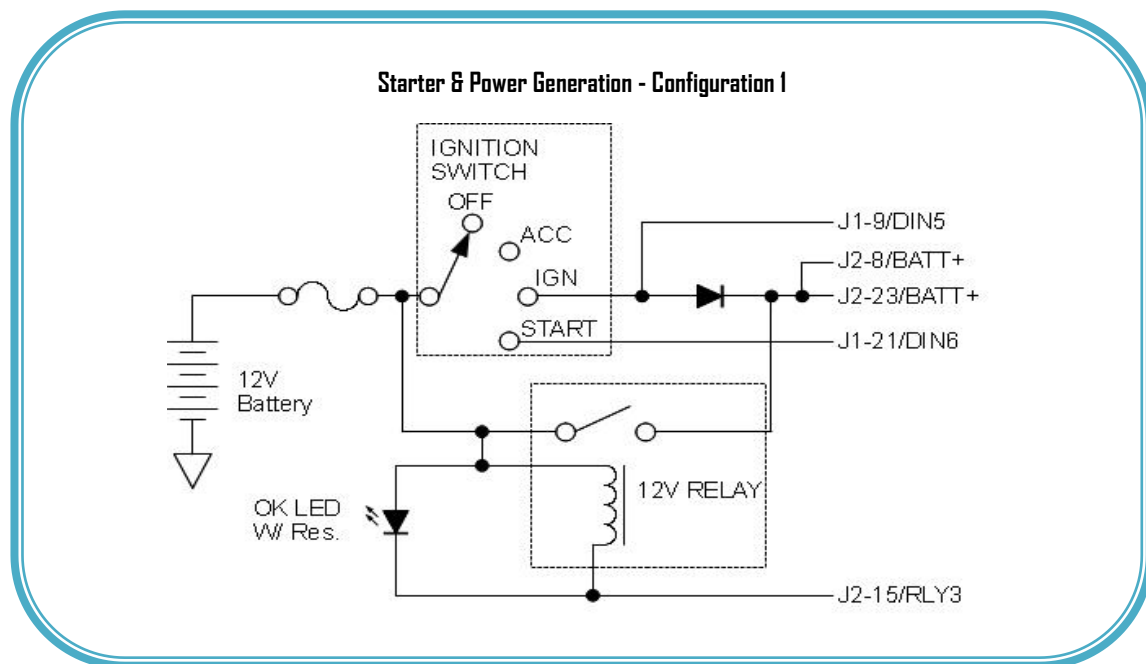 Starter & Power Generation - Configuration 1
IGNITION
SWITCH
OFF
ACC
IGN
START
J1-9/DIN5
J2-8/BATT+
J2-23/BATT+
J1-21/DIN6
12V
Battery
12V RELAY
OK LED
W/ Res.
J2-15/RLY3